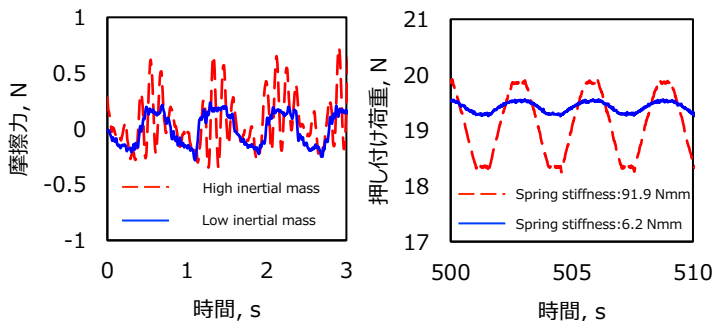 1
0.5
0
-0.5
-1
摩擦力, N
High inertial mass
Low inertial mass
0
1
2
3
時間, s
21
20
19
18
17
押し付け荷重, N
Spring stiffness:91.9 Nmm
Spring stiffness:6.2 Nmm
500
505
510
時間, s